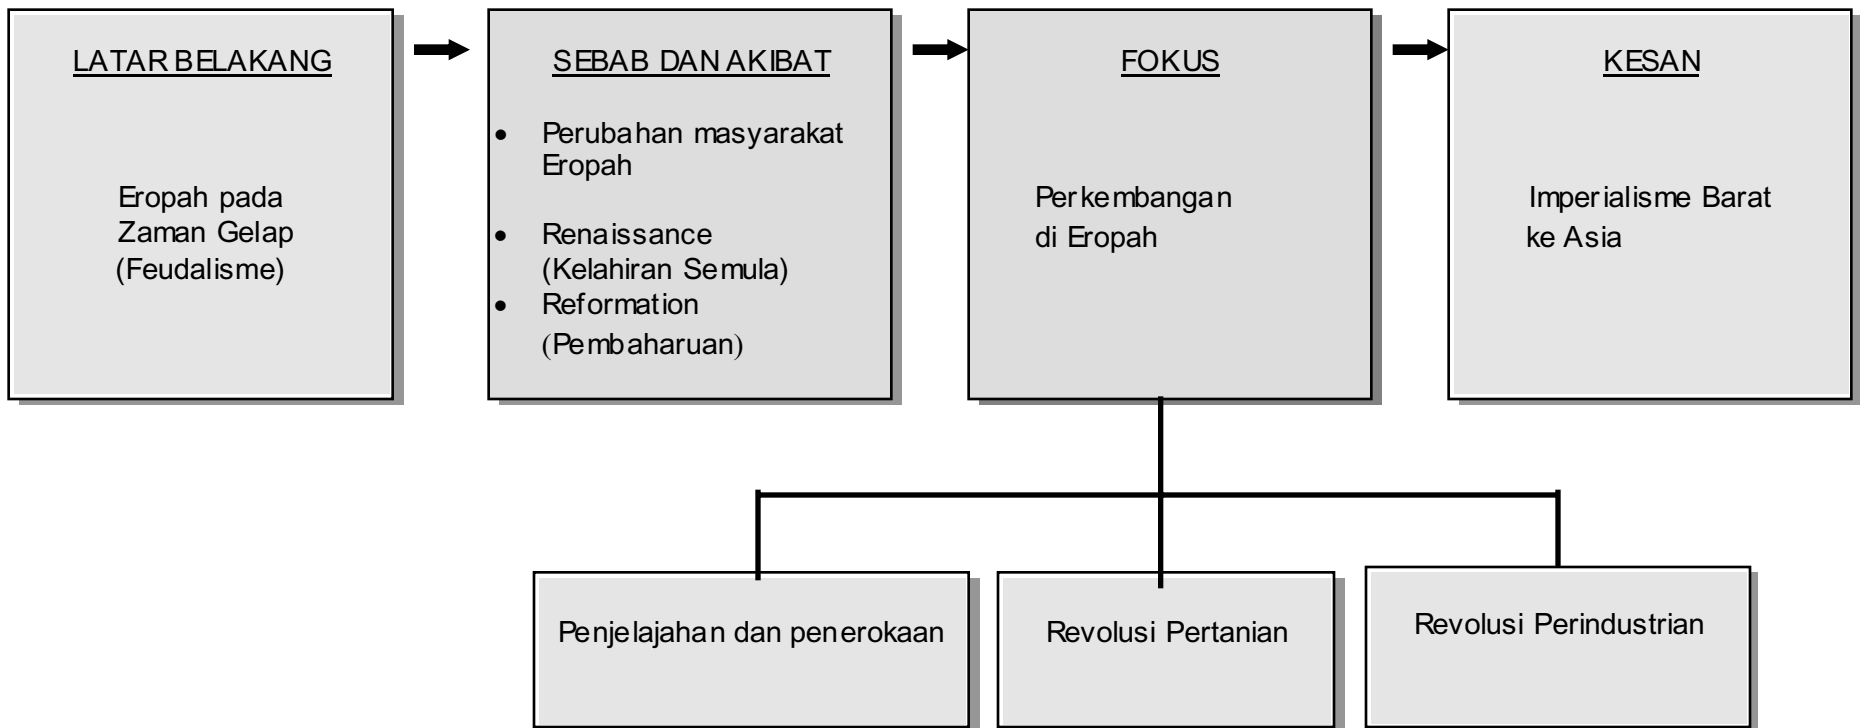 LATAR BELAKANG
Eropah pada
Zaman Gelap
(Feudalisme)
SEBAB DAN AKIBAT
• Perubahan masyarakat
Eropah
• Renaissance
(Kelahiran Semula)
• Reformation
(Pembaharuan)
FOKUS
Perkembangan
di Eropah
KESAN
Imperialisme Barat
ke Asia
Penjelajahan dan penerokaan
Revolusi Pertanian
Revolusi Perindustrian